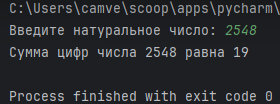 C:\Users\camve\scoop\apps\pycharm\
Введите натуральное число: 2548
Сумма цифр числа 2548 равна 19
Process finished with exit code 0